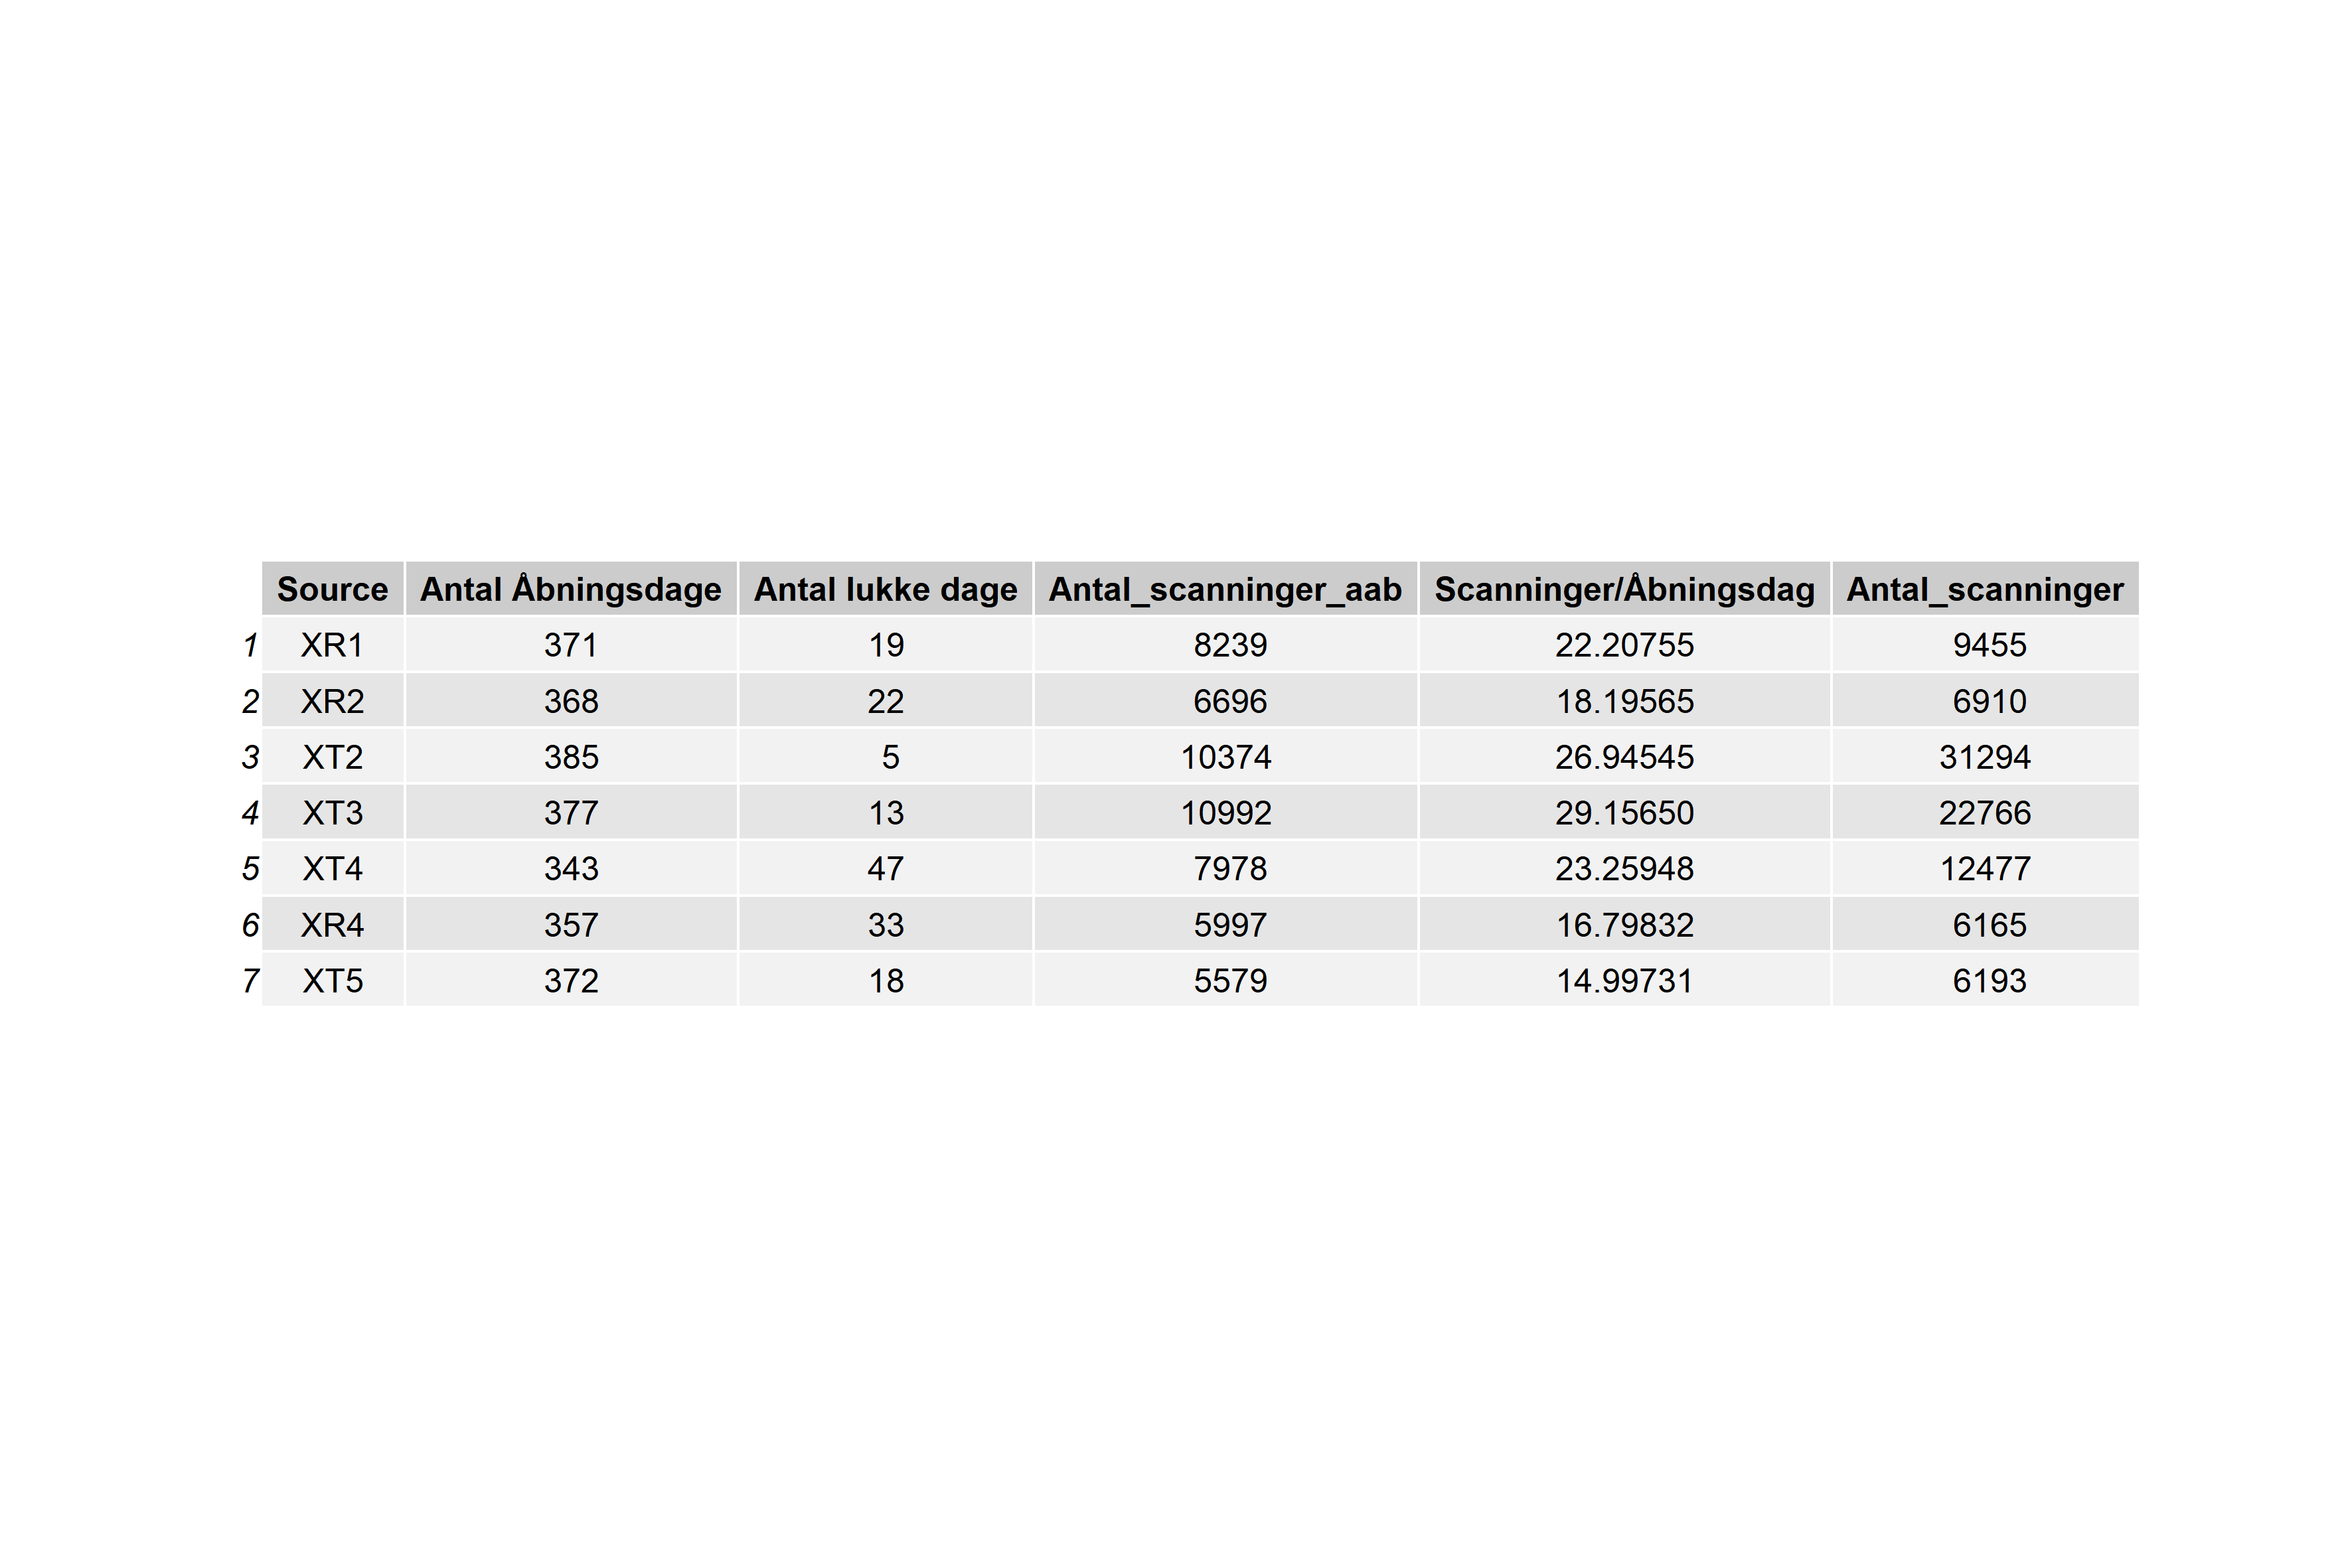 Source Antal Åbningsdage Antal lukke dage Antal_scanninger_aab Scanninger/Åbningsdag Antal_scanninger
1 XR1 371 19 8239 22.20755 9455
2 XR2 368 22 6696 18.19565 6910
3 XT2 385 5 10374 26.94545 31294
4 XT3 377 13 10992 29.15650 22766
5 XT4 343 47 7978 23.25948 12477
6 XR4 357 33 5997 16.79832 6165
7 XT5 372 18 5579 14.99731 6193